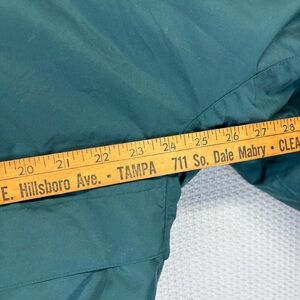 20 21 22 23 24 25 26 27 28
E. Hillsboro Ave. • TAMPA 711 So. Dale Mabry • CLEA